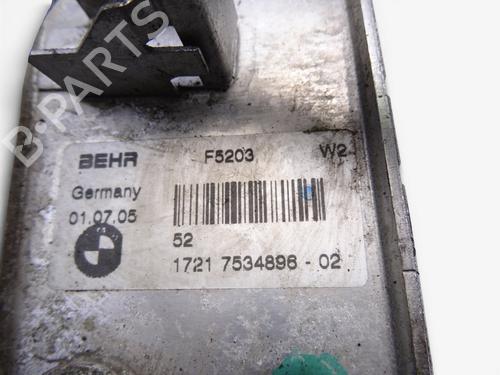 BEHR F5203 W2
Germany
01.07.05
52
1721 7534896 - 02
B-PARTS